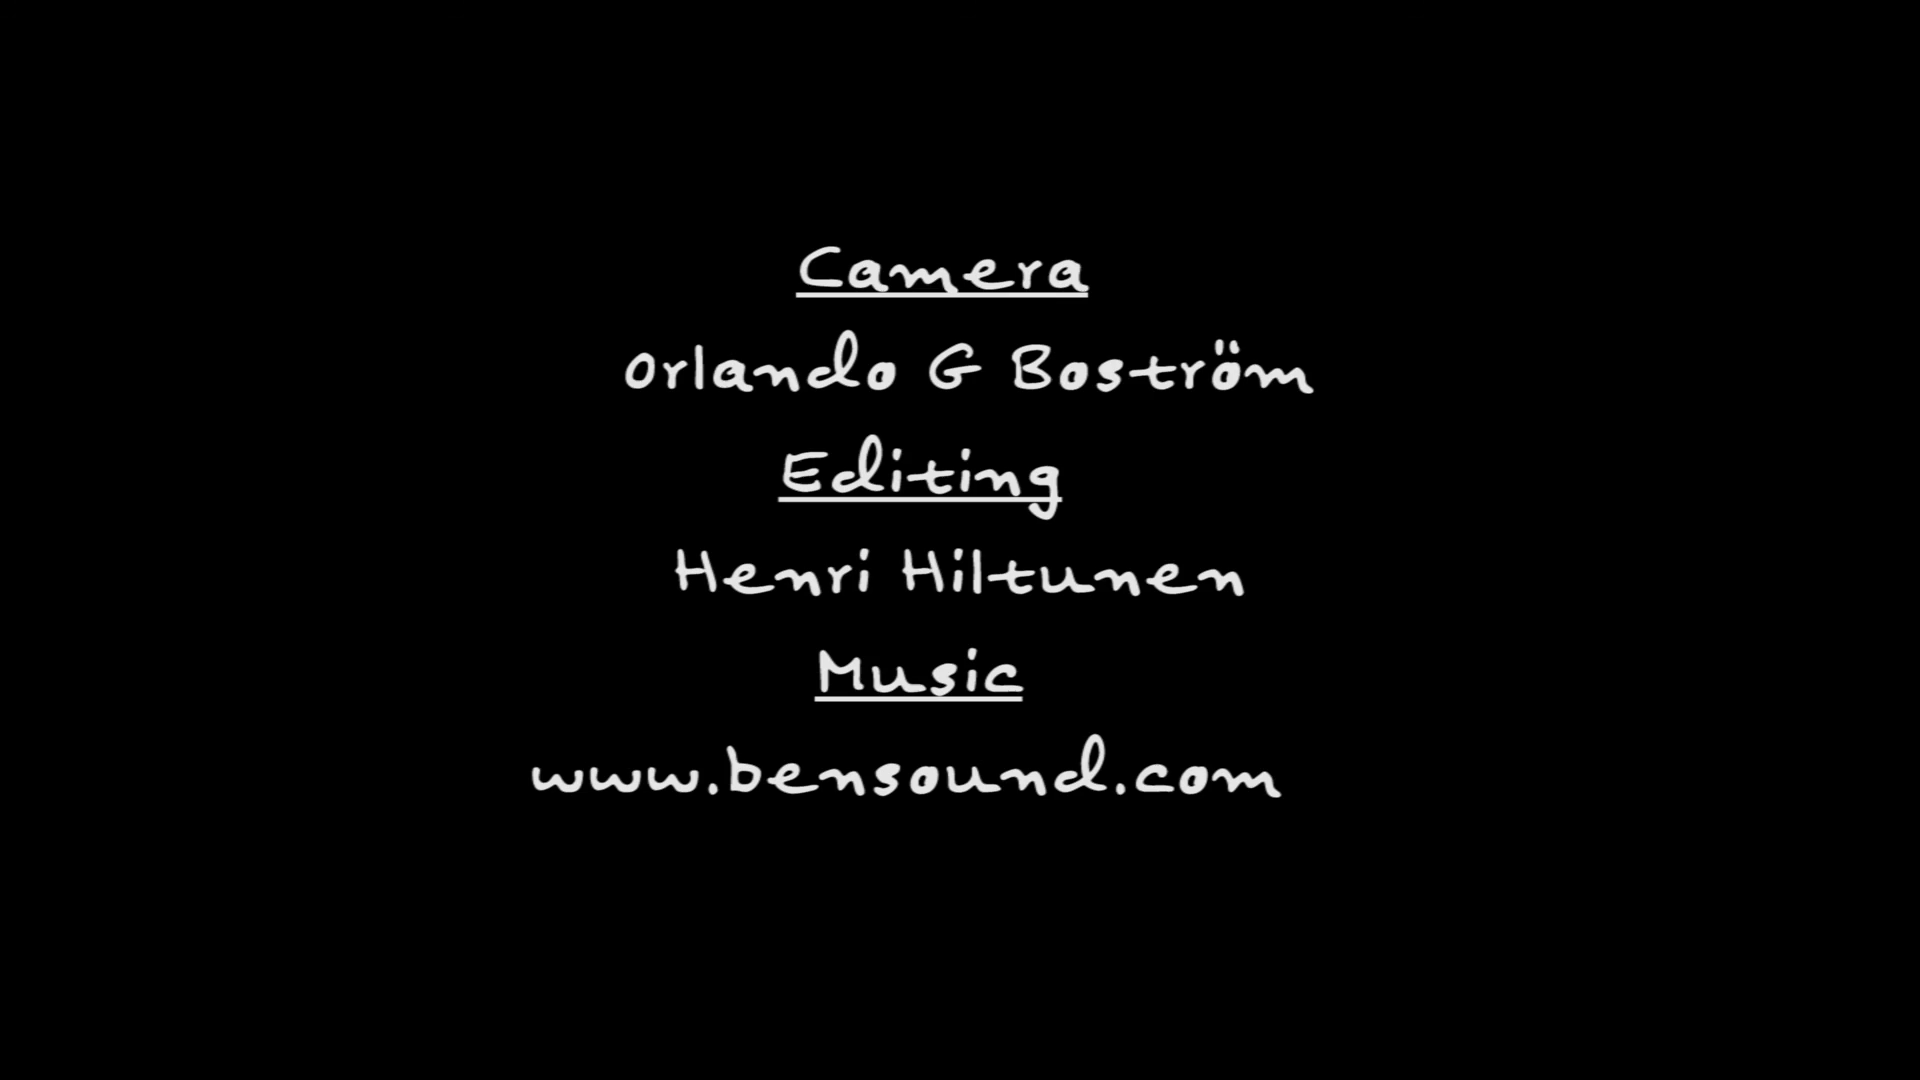 Camera
Orlando G Boström
Editing
Henri Hiltunen
Music
www.bensound.com